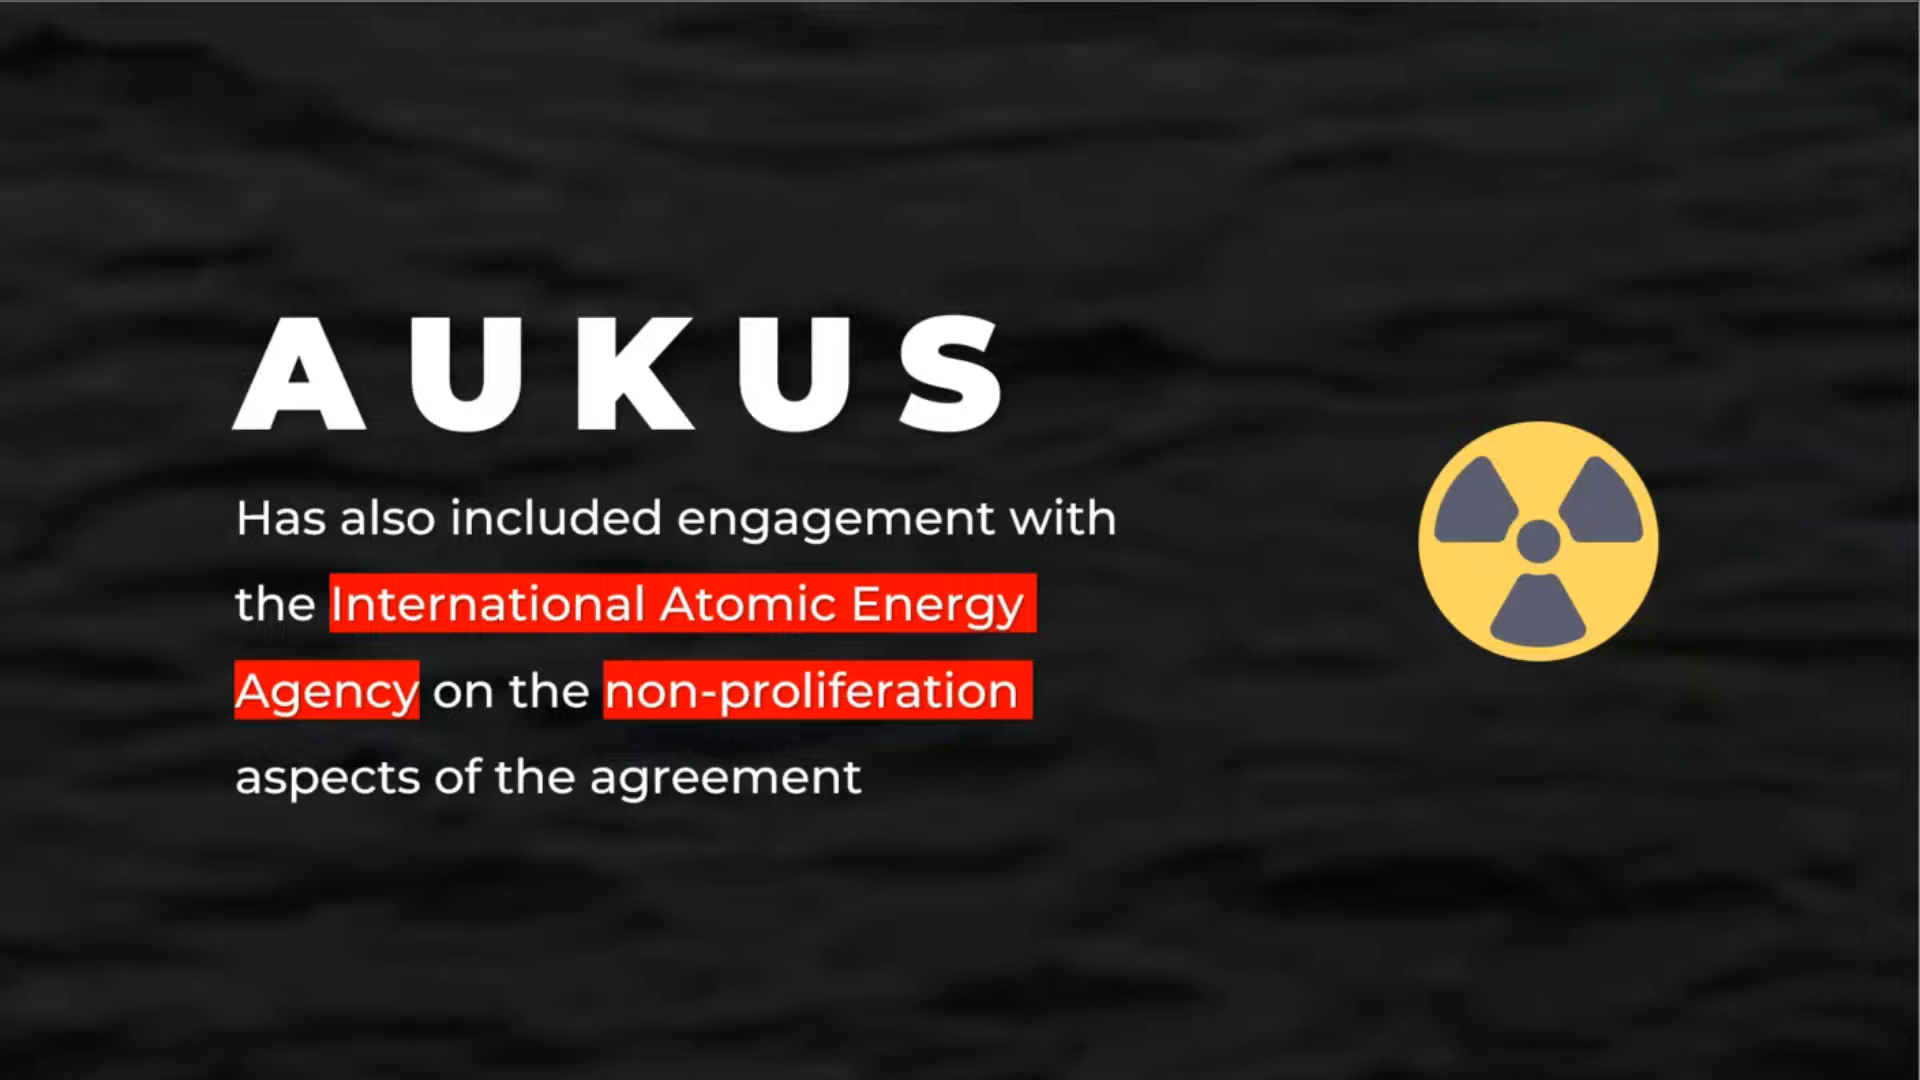 AUKUS
Has also included engagement with
the International Atomic Energy
Agency on the non-proliferation
aspects of the agreement